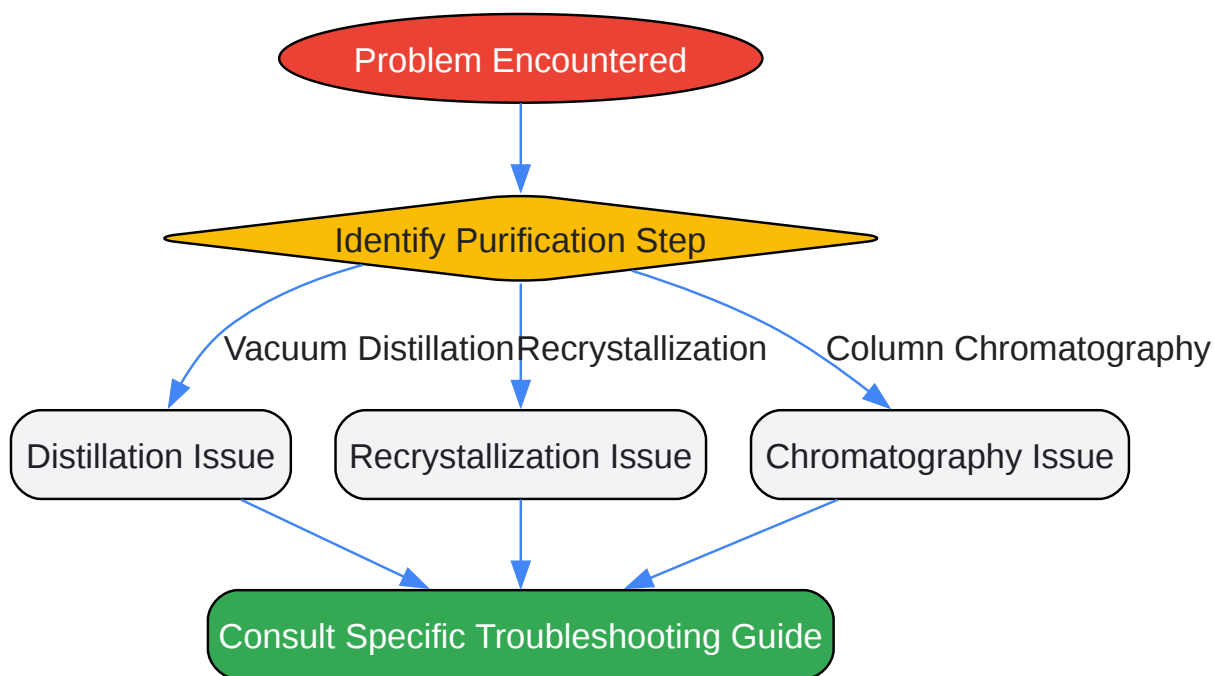 Problem Encountered
Identify Purification Step
Vacuum Distillation
Recrystallization
Column Chromatography
Distillation Issue
Recrystallization Issue
Chromatography Issue
Consult Specific Troubleshooting Guide